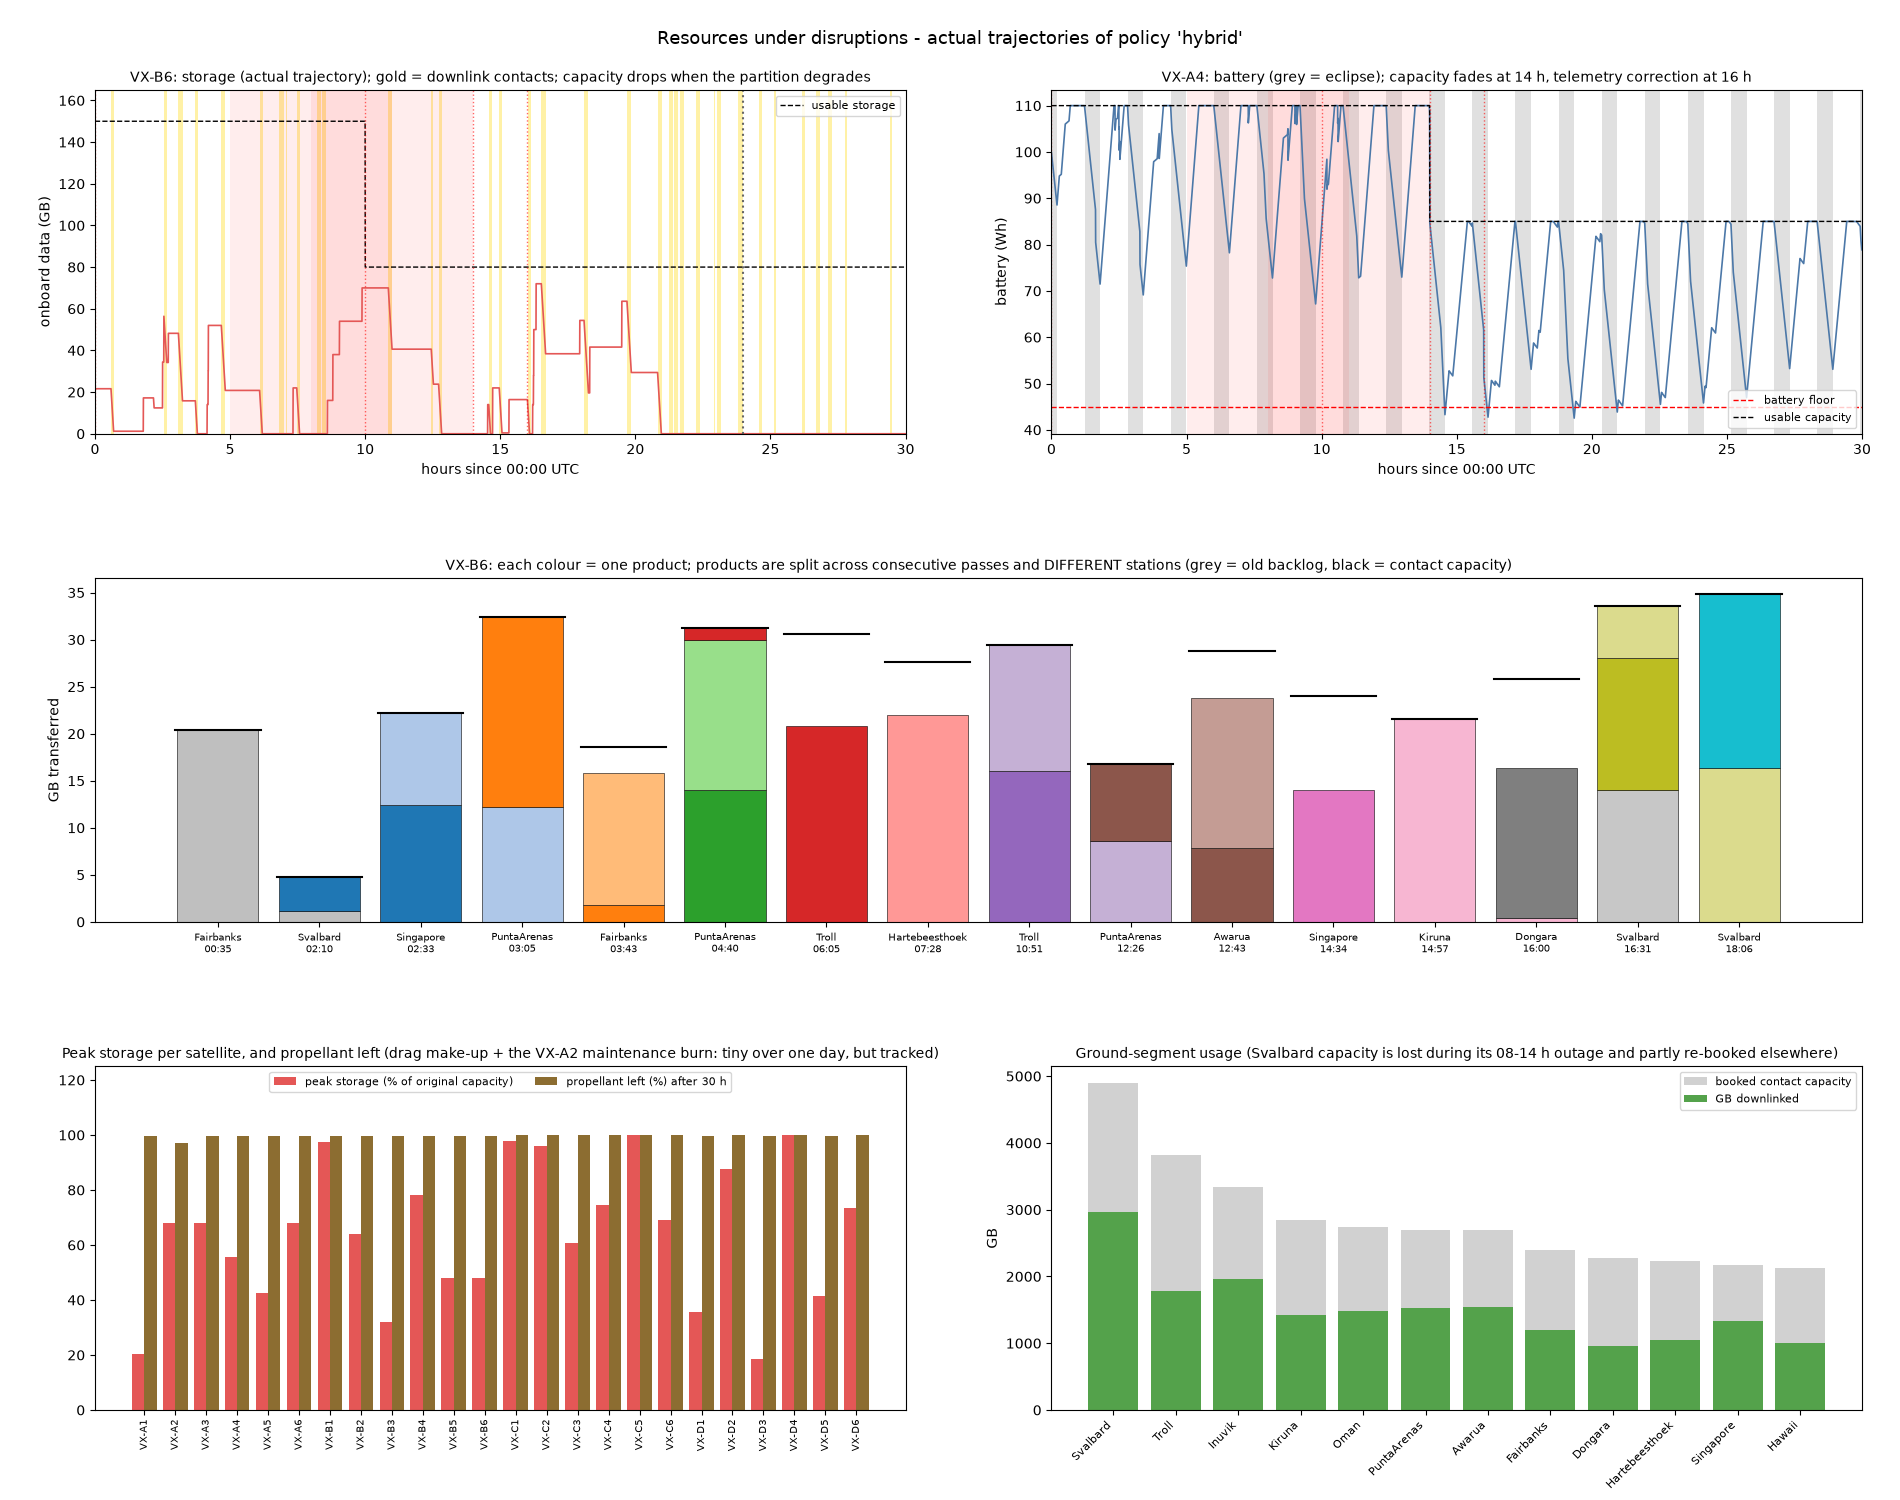 Resources under disruptions - actual trajectories of policy 'hybrid'
VX-B6: storage (actual trajectory); gold = downlink contacts; capacity drops when the partition degrades
onboard data (GB)
160
140
120
100
80
60
40
20
0
usable storage
0 5 10 15 20 25 30
hours since 00:00 UTC
VX-A4: battery (grey = eclipse); capacity fades at 14 h, telemetry correction at 16 h
battery (Wh)
110
100
90
80
70
60
50
40
battery floor
usable capacity
0 5 10 15 20 25 30
hours since 00:00 UTC
VX-B6: each colour = one product; products are split across consecutive passes and DIFFERENT stations (grey = old backlog, black = contact capacity)
GB transferred
35
30
25
20
15
10
5
0
Fairbanks
00:35
Svalbard
02:10
Singapore
02:33
PuntaArenas
03:05
Fairbanks
03:43
PuntaArenas
04:40
Troll
06:05
Hartebeesthoek
07:28
Troll
10:51
PuntaArenas
12:26
Awarua
12:43
Singapore
14:34
Kiruna
14:57
Dongara
16:00
Svalbard
16:31
Svalbard
18:06
Peak storage per satellite, and propellant left (drag make-up + the VX-A2 maintenance burn: tiny over one day, but tracked)
peak storage (% of original capacity)
propellant left (%) after 30 h
120
100
80
60
40
20
0
VX-A1
VX-A2
VX-A3
VX-A4
VX-A5
VX-A6
VX-B1
VX-B2
VX-B3
VX-B4
VX-B5
VX-B6
VX-C1
VX-C2
VX-C3
VX-C4
VX-C5
VX-C6
VX-D1
VX-D2
VX-D3
VX-D4
VX-D5
VX-D6
Ground-segment usage (Svalbard capacity is lost during its 08-14 h outage and partly re-booked elsewhere)
booked contact capacity
GB downlinked
GB
5000
4000
3000
2000
1000
0
Svalbard
Troll
Inuvik
Kiruna
Oman
PuntaArenas
Awarua
Fairbanks
Dongara
Hartebeesthoek
Singapore
Hawaii